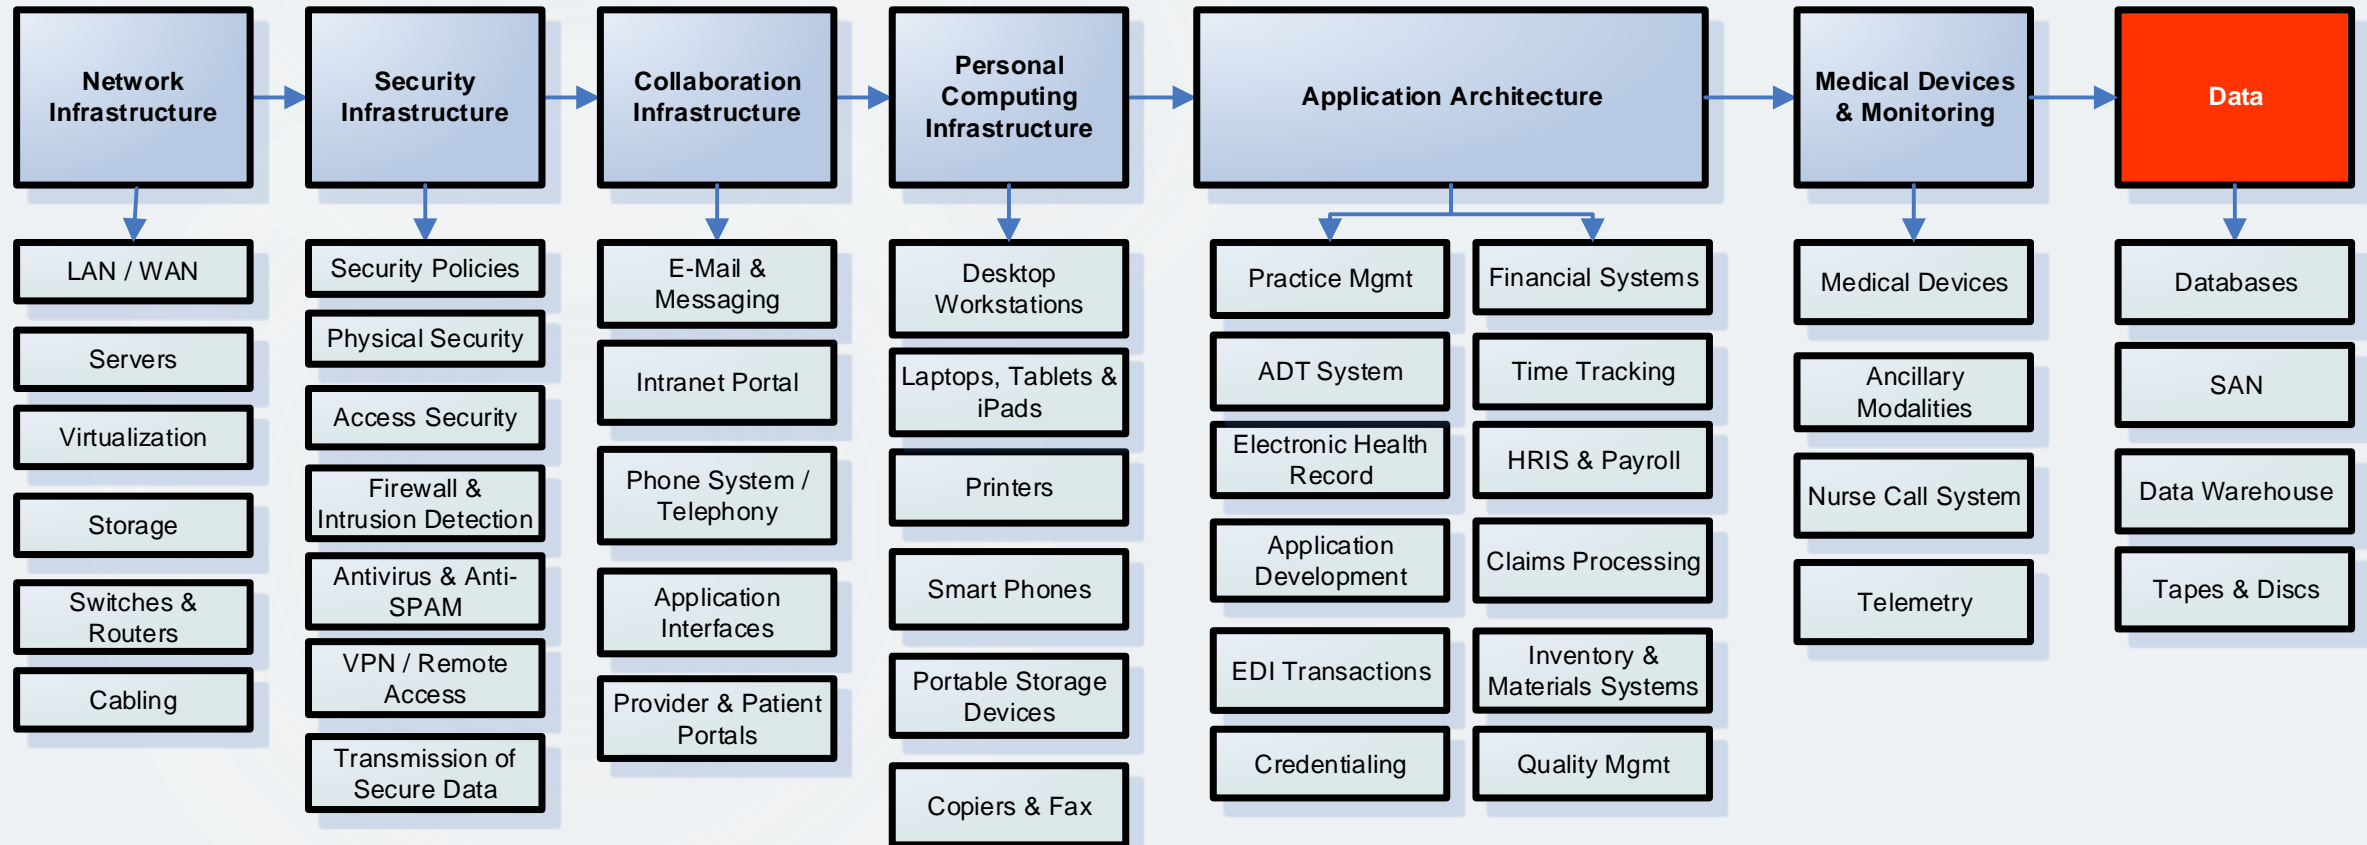 Network
Infrastructure
Security
Infrastructure
Collaboration
Infrastructure
Personal
Computing
Infrastructure
Application Architecture
Medical Devices
& Monitoring
Data
LAN / WAN
Servers
Virtualization
Storage
Switches &
Routers
Cabling
Security Policies
Physical Security
Access Security
Firewall &
Intrusion Detection
Antivirus & Anti-
SPAM
VPN / Remote
Access
Transmission of
Secure Data
E-Mail &
Messaging
Intranet Portal
Phone System /
Telephony
Application
Interfaces
Provider & Patient
Portals
Desktop
Workstations
Laptops, Tablets &
iPads
Printers
Smart Phones
Portable Storage
Devices
Copiers & Fax
Practice Mgmt
ADT System
Electronic Health
Record
Application
Development
EDI Transactions
Credentialing
Financial Systems
Time Tracking
HRIS & Payroll
Claims Processing
Inventory &
Materials Systems
Quality Mgmt
Medical Devices
Ancillary
Modalities
Nurse Call System
Telemetry
Databases
SAN
Data Warehouse
Tapes & Discs